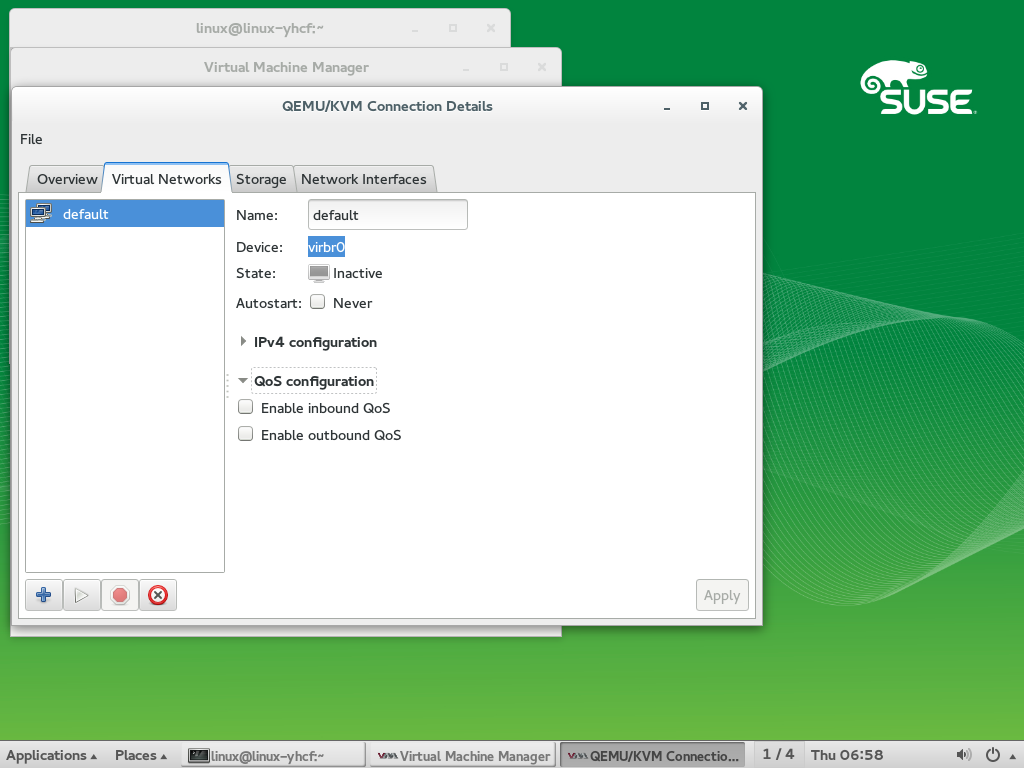 linux@linux-yhcf:~
Virtual Machine Manager
QEMU/KVM Connection Details
File
Overview
Virtual Networks
Storage
Network Interfaces
default
Name: default
Device: virbr0
State: Inactive
Autostart: Never
IPv4 configuration
QoS configuration
Enable inbound QoS
Enable outbound QoS
Apply
SUSE
Applications Places linux@linux-yhcf:~ Virtual Machine Manager QEMU/KVM Connectio... 1 / 4 Thu 06:58